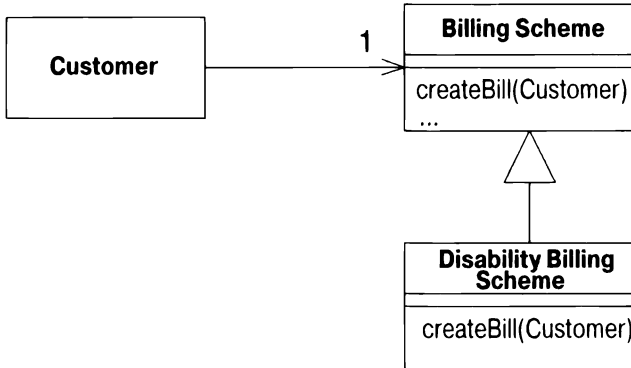 Customer
1
Billing Scheme
createBill(Customer)
...
Disability Billing
Scheme
createBill(Customer)